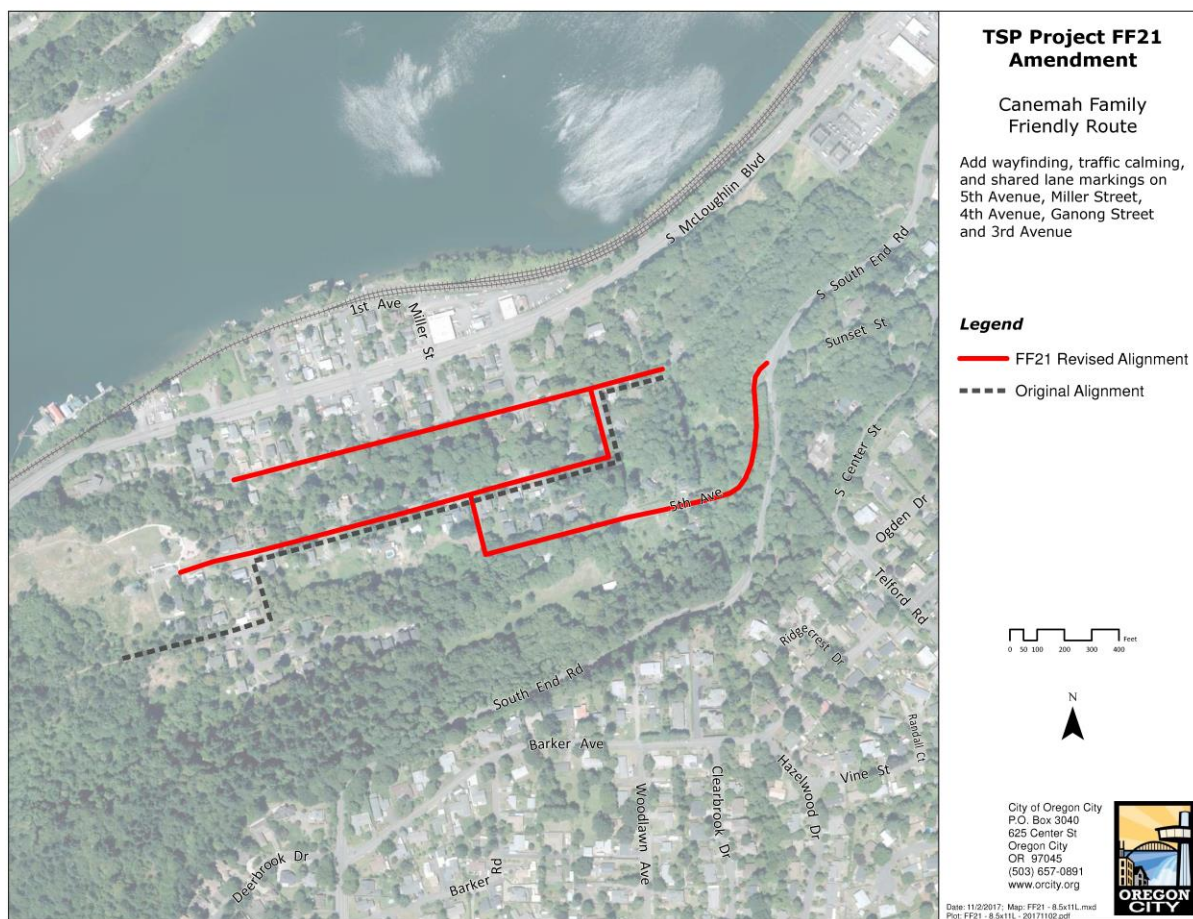 TSP Project FF21
Amendment
Canemah Family
Friendly Route
Add wayfinding, traffic calming,
and shared lane markings on
5th Avenue, Miller Street,
4th Avenue, Ganong Street
and 3rd Avenue
Legend
FF21 Revised Alignment
Original Alignment
S McLoughlin Blvd
S South End Rd
1st Ave
Miller St
Sunset St
S Center St
5th Ave
Ogden Dr
Telford Rd
Ridgecrest Dr
South End Rd
Randall Ct
Barker Ave
Hazelwood Dr
Vine St
Clearbrook Dr
Woodlawn Ave
Deerbrook Dr
Barker Rd
0 50 100 200 300 400 Feet
N
City of Oregon City
P.O. Box 3040
625 Center St
Oregon City
OR 97045
(503) 657-0891
www.orcity.org
OREGON
CITY
Date: 11/2/2017; Map: FF21 - 8.5x11L.mxd
Plot: FF21 - 8.5x11L - 20171102.pdf